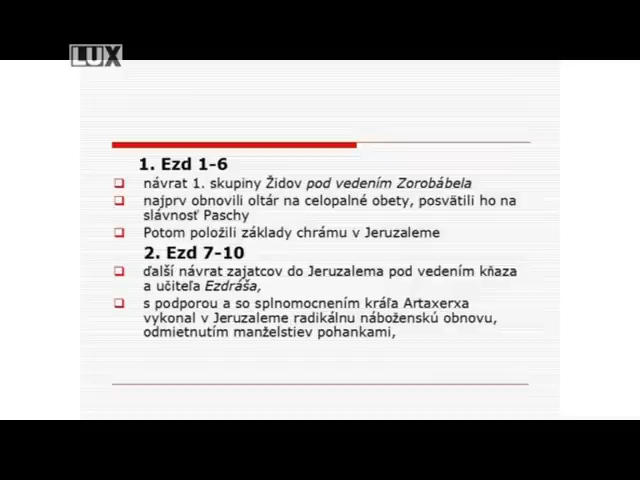 LUX
1. Ezd 1-6
návrat 1. skupiny Židov pod vedením Zorobábela
najprv obnovili oltár na celopalné obety, posvätili ho na
slávnosť Paschy
Potom položili základy chrámu v Jeruzaleme
2. Ezd 7-10
ďalší návrat zajatcov do Jeruzalema pod vedením kňaza
a učiteľa Ezdráša,
s podporou a so splnomocnením kráľa Artaxerxa
vykonal v Jeruzaleme radikálnu náboženskú obnovu,
odmietnutím manželstiev pohankami,